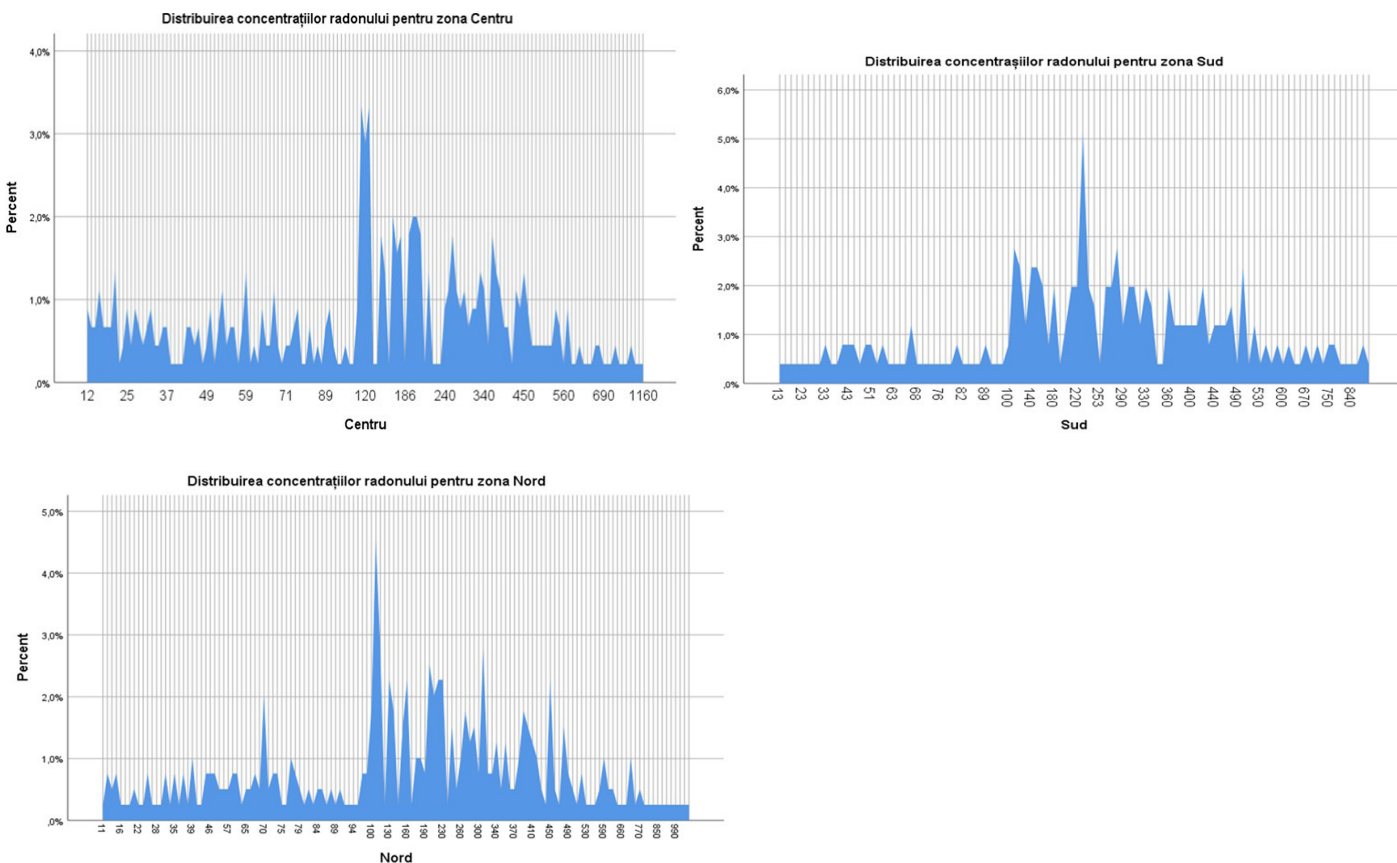 Distribuirea concentrațiilor radonului pentru zona Centru
4,0%
3,0%
2,0%
1,0%
,0%
Percent
12 25 37 49 59 71 89 120 186 240 340 450 560 690 1160
Centru
Distribuirea concentrașiilor radonului pentru zona Sud
6,0%
5,0%
4,0%
3,0%
2,0%
1,0%
,0%
Percent
13 23 33 43 51 63 66 76 82 89 100 140 180 220 253 290 330 360 400 440 490 530 600 670 750 840
Sud
Distribuirea concentrațiilor radonului pentru zona Nord
5,0%
4,0%
3,0%
2,0%
1,0%
,0%
Percent
11 16 22 28 35 39 46 57 65 70 75 79 84 89 94 100 130 160 190 230 260 300 340 370 410 450 490 530 590 660 770 850 990
Nord